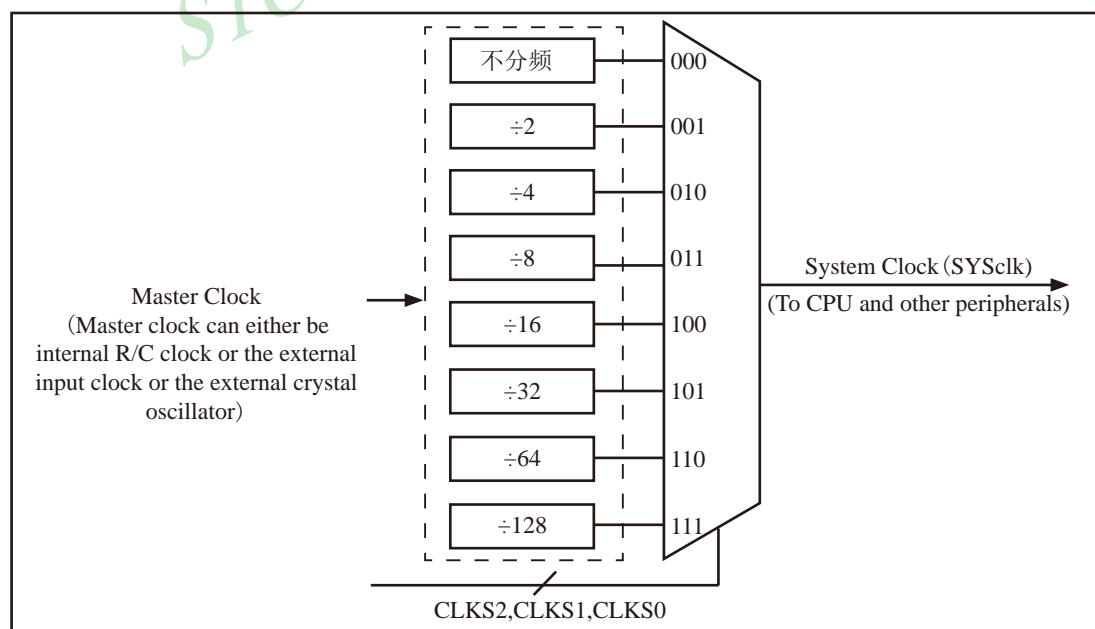 STC
不分频
000
÷2
001
÷4
010
÷8
011
÷16
100
÷32
101
÷64
110
÷128
111
Master Clock
（Master clock can either be
internal R/C clock or the external
input clock or the external crystal
oscillator）
System Clock（SYSclk）
(To CPU and other peripherals)
CLKS2,CLKS1,CLKS0